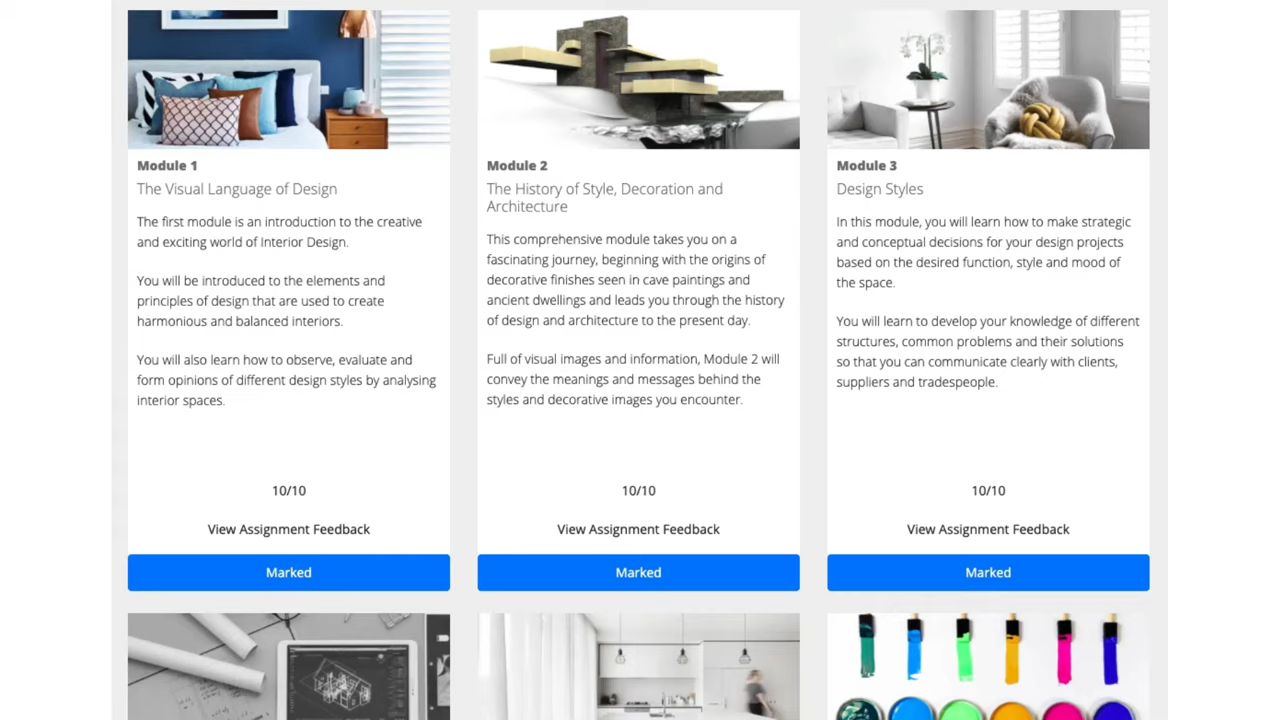 Module 1
The Visual Language of Design
The first module is an introduction to the creative
and exciting world of Interior Design.
You will be introduced to the elements and
principles of design that are used to create
harmonious and balanced interiors.
You will also learn how to observe, evaluate and
form opinions of different design styles by analysing
interior spaces.
10/10
View Assignment Feedback
Marked
Module 2
The History of Style, Decoration and
Architecture
This comprehensive module takes you on a
fascinating journey, beginning with the origins of
decorative finishes seen in cave paintings and
ancient dwellings and leads you through the history
of design and architecture to the present day.
Full of visual images and information, Module 2 will
convey the meanings and messages behind the
styles and decorative images you encounter.
10/10
View Assignment Feedback
Marked
Module 3
Design Styles
In this module, you will learn how to make strategic
and conceptual decisions for your design projects
based on the desired function, style and mood of
the space.
You will learn to develop your knowledge of different
structures, common problems and their solutions
so that you can communicate clearly with clients,
suppliers and tradespeople.
10/10
View Assignment Feedback
Marked